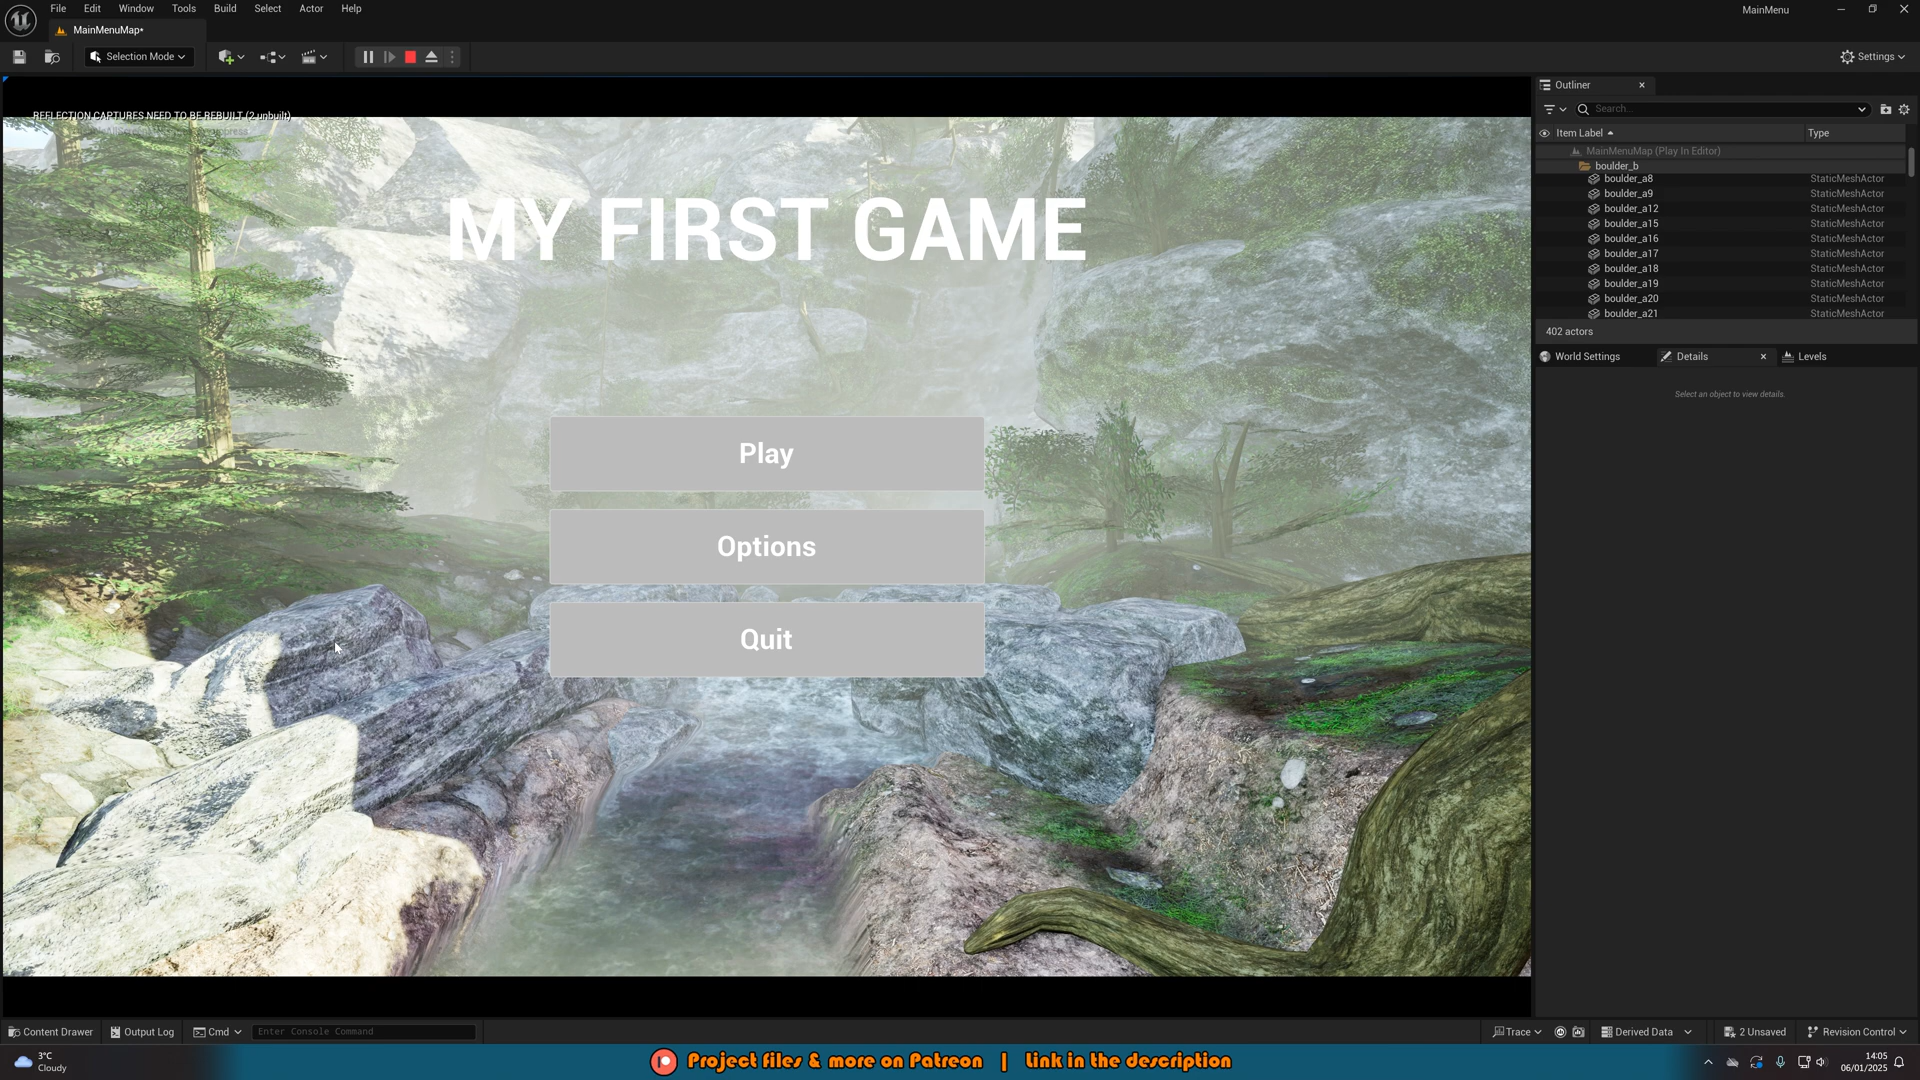 File Edit Window Tools Build Select Actor Help
MainMenu
MainMenuMap*
Selection Mode
Settings
REFLECTION CAPTURES NEED TO BE REBUILT (2 unbuilt)
MY FIRST GAME
Play
Options
Quit
Outliner
Search...
Item Label Type
MainMenuMap (Play In Editor)
boulder_b
boulder_a8 StaticMeshActor
boulder_a9 StaticMeshActor
boulder_a12 StaticMeshActor
boulder_a15 StaticMeshActor
boulder_a16 StaticMeshActor
boulder_a17 StaticMeshActor
boulder_a18 StaticMeshActor
boulder_a19 StaticMeshActor
boulder_a20 StaticMeshActor
boulder_a21 StaticMeshActor
402 actors
World Settings Details Levels
Select an object to view details.
Content Drawer Output Log Cmd Enter Console Command
Trace Derived Data 2 Unsaved Revision Control
3°C
Cloudy
Project files & more on Patreon | Link in the description
14:05
06/01/2025